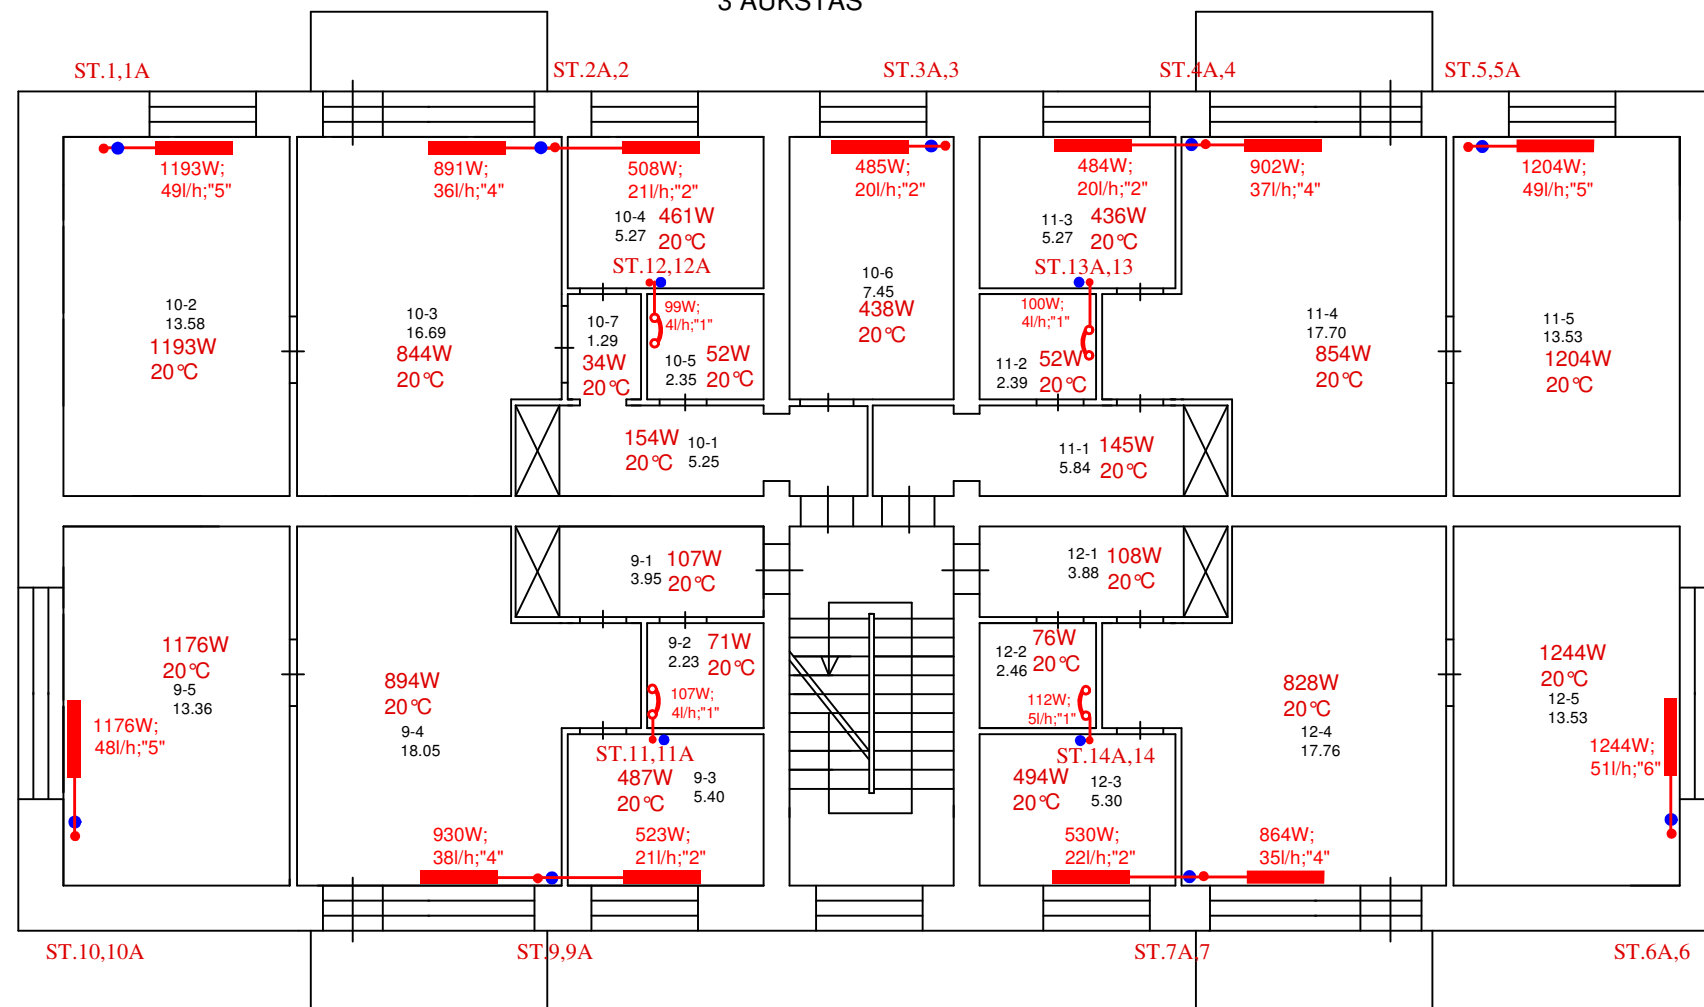 3 AUKŠTAS
ST.1,1A
ST.2A,2
ST.3A,3
ST.4A,4
ST.5,5A
1193W;
49l/h;"5"
891W;
36l/h;"4"
508W;
21l/h;"2"
485W;
20l/h;"2"
484W;
20l/h;"2"
902W;
37l/h;"4"
1204W;
49l/h;"5"
10-4
5.27
461W
20°C
ST.12,12A
11-3
5.27
436W
20°C
ST.13A,13
10-2
13.58
1193W
20°C
10-3
16.69
844W
20°C
10-7
1.29
34W
20°C
99W;
4l/h;"1"
10-5
2.35
52W
20°C
10-6
7.45
438W
20°C
100W;
4l/h;"1"
11-2
2.39
52W
20°C
11-4
17.70
854W
20°C
11-5
13.53
1204W
20°C
154W
20°C
10-1
5.25
11-1
5.84
145W
20°C
9-1
3.95
107W
20°C
12-1
3.88
108W
20°C
1176W
20°C
9-5
13.36
894W
20°C
9-4
18.05
9-2
2.23
71W
20°C
107W;
4l/h;"1"
12-2
2.46
76W
20°C
112W;
5l/h;"1"
828W
20°C
12-4
17.76
1244W
20°C
12-5
13.53
1176W;
48l/h;"5"
ST.11,11A
487W
20°C
9-3
5.40
ST.14A,14
494W
20°C
12-3
5.30
1244W;
51l/h;"6"
930W;
38l/h;"4"
523W;
21l/h;"2"
530W;
22l/h;"2"
864W;
35l/h;"4"
ST.10,10A
ST.9,9A
ST.7A,7
ST.6A,6